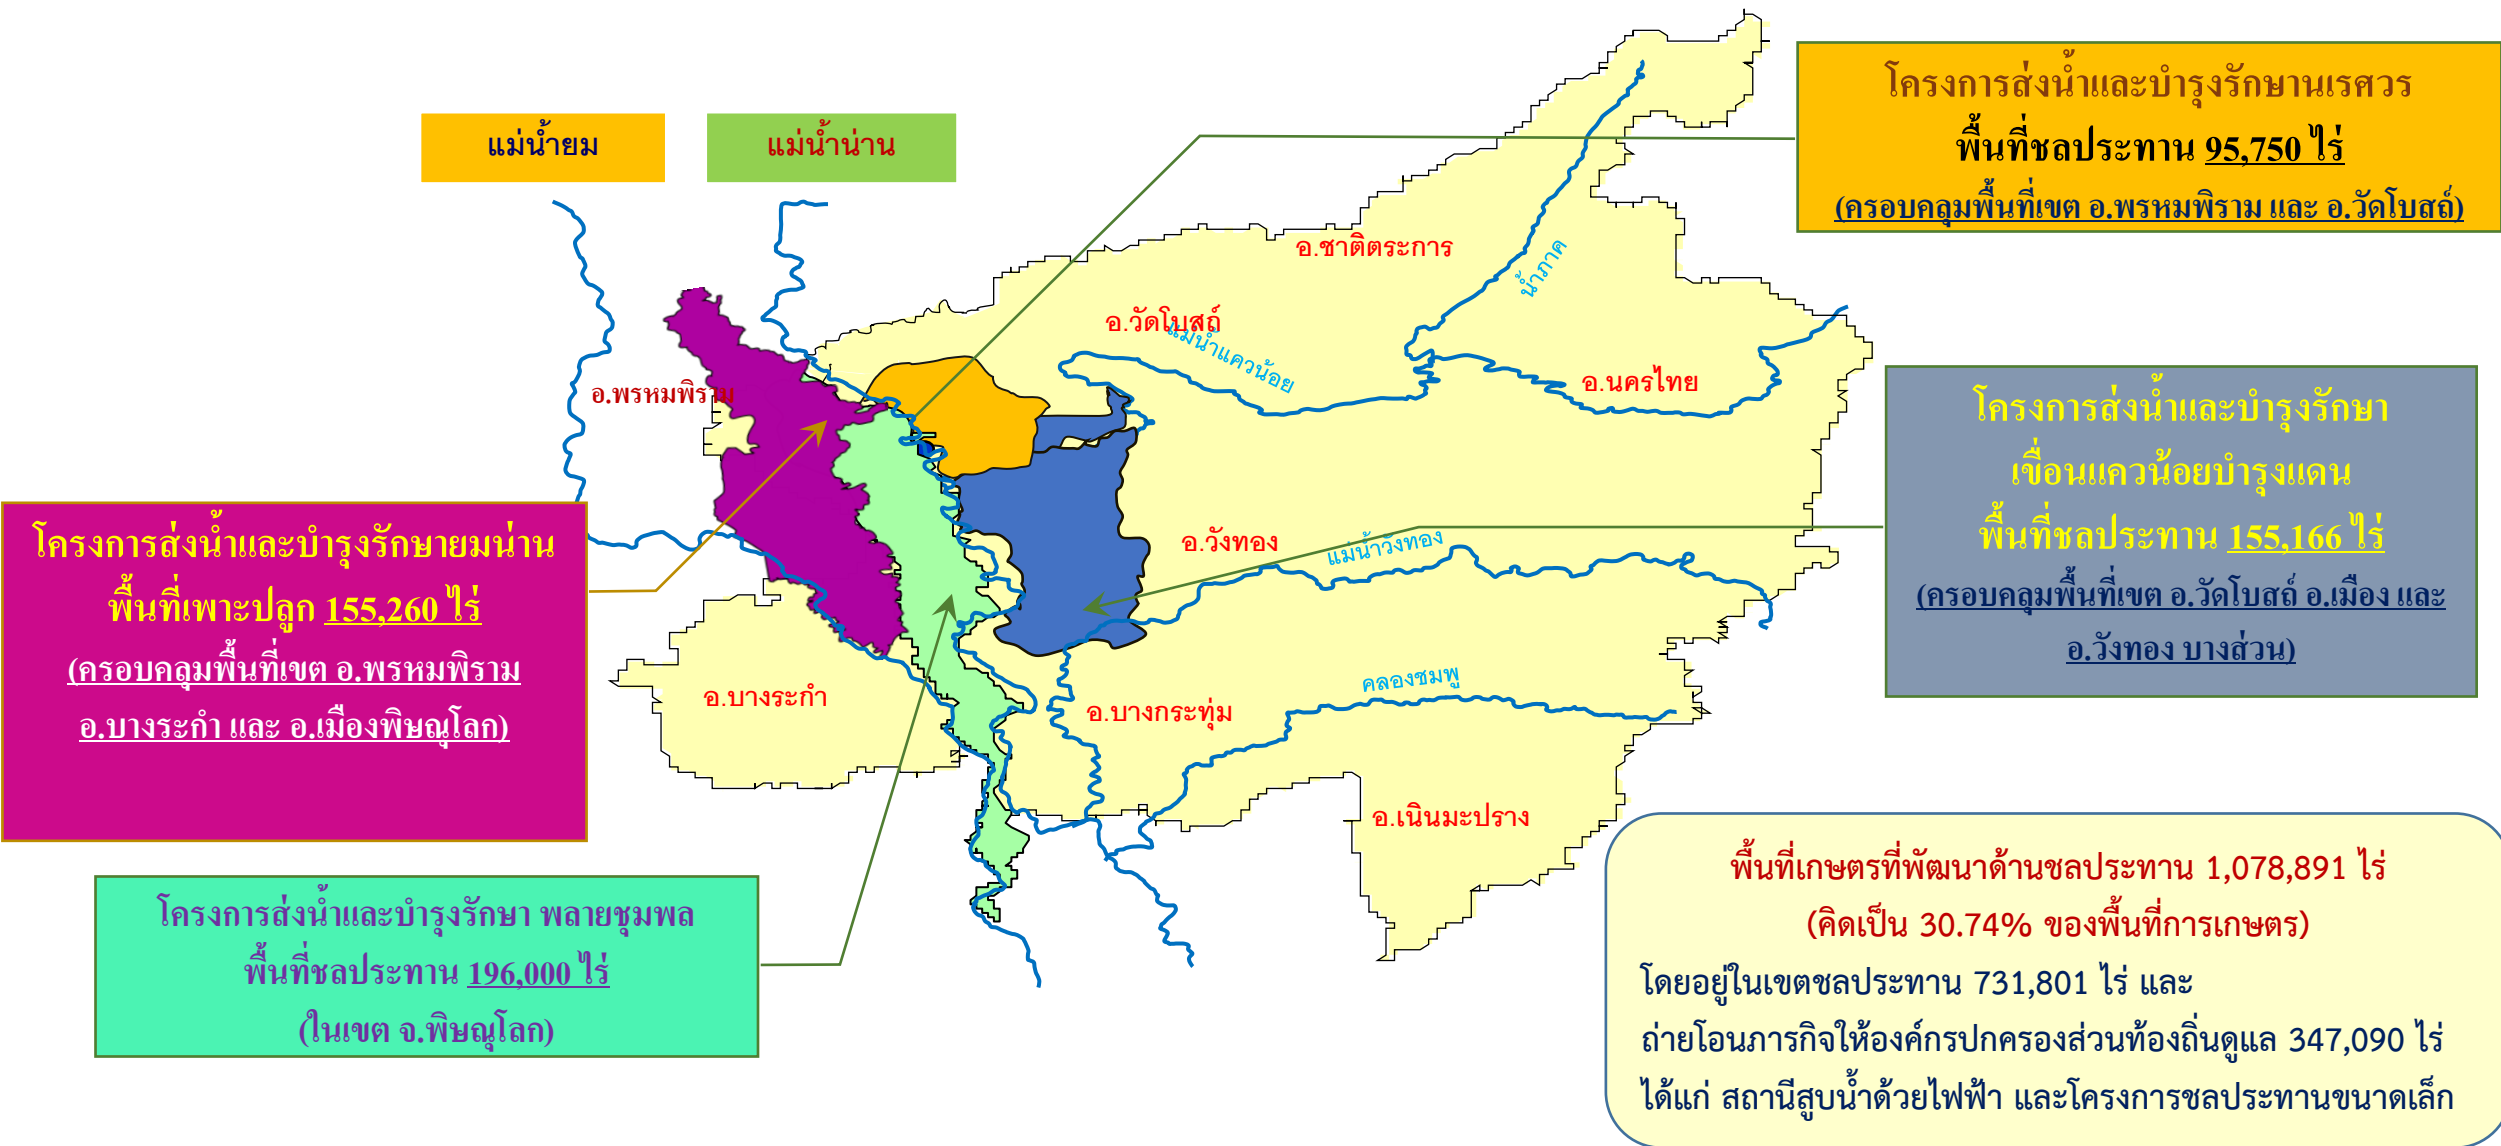 แม่น้ำยม
แม่น้ำน่าน
โครงการส่งน้ำและบำรุงรักษานเรศวร
พื้นที่ชลประทาน 95,750 ไร่
(ครอบคลุมพื้นที่เขต อ.พรหมพิราม และ อ.วัดโบสถ์)
อ.ชาติตระการ
น้ำภาค
อ.วัดโบสถ์
แม่น้ำแควน้อย
อ.นครไทย
อ.พรหมพิราม
โครงการส่งน้ำและบำรุงรักษา
เขื่อนแควน้อยบำรุงแดน
พื้นที่ชลประทาน 155,166 ไร่
(ครอบคลุมพื้นที่เขต อ.วัดโบสถ์ อ.เมือง และ
อ.วังทอง บางส่วน)
โครงการส่งน้ำและบำรุงรักษายมน่าน
พื้นที่เพาะปลูก 155,260 ไร่
(ครอบคลุมพื้นที่เขต อ.พรหมพิราม
อ.บางระกำ และ อ.เมืองพิษณุโลก)
อ.วังทอง
แม่น้ำวังทอง
อ.บางระกำ
คลองชมพู
อ.บางกระทุ่ม
อ.เนินมะปราง
โครงการส่งน้ำและบำรุงรักษา พลายชุมพล
พื้นที่ชลประทาน 196,000 ไร่
(ในเขต จ.พิษณุโลก)
พื้นที่เกษตรที่พัฒนาด้านชลประทาน 1,078,891 ไร่
(คิดเป็น 30.74% ของพื้นที่การเกษตร)
โดยอยู่ในเขตชลประทาน 731,801 ไร่ และ
ถ่ายโอนภารกิจให้องค์กรปกครองส่วนท้องถิ่นดูแล 347,090 ไร่
ได้แก่ สถานีสูบน้ำด้วยไฟฟ้า และโครงการชลประทานขนาดเล็ก